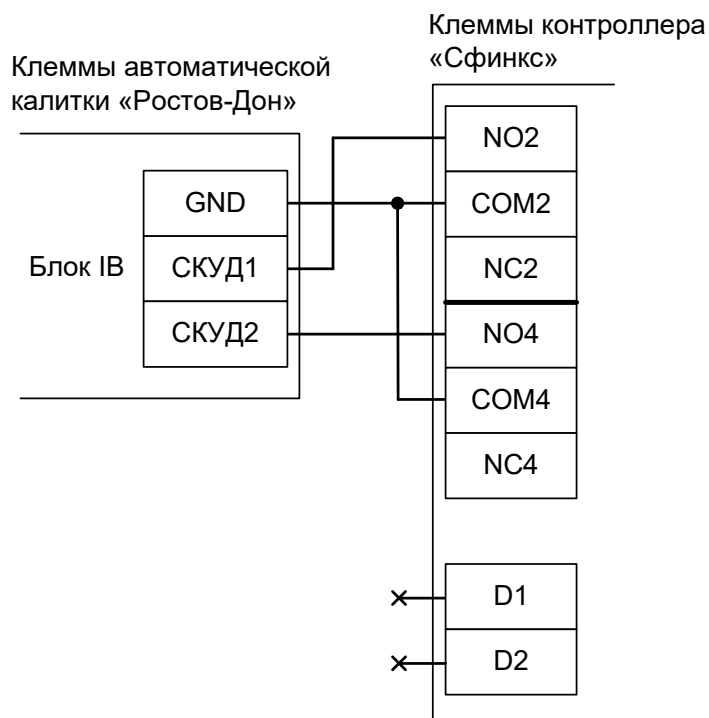 Клеммы контроллера
«Сфинкс»
Клеммы автоматической
калитки «Ростов-Дон»
Блок IB
GND
СКУД1
СКУД2
NO2
COM2
NC2
NO4
COM4
NC4
D1
D2